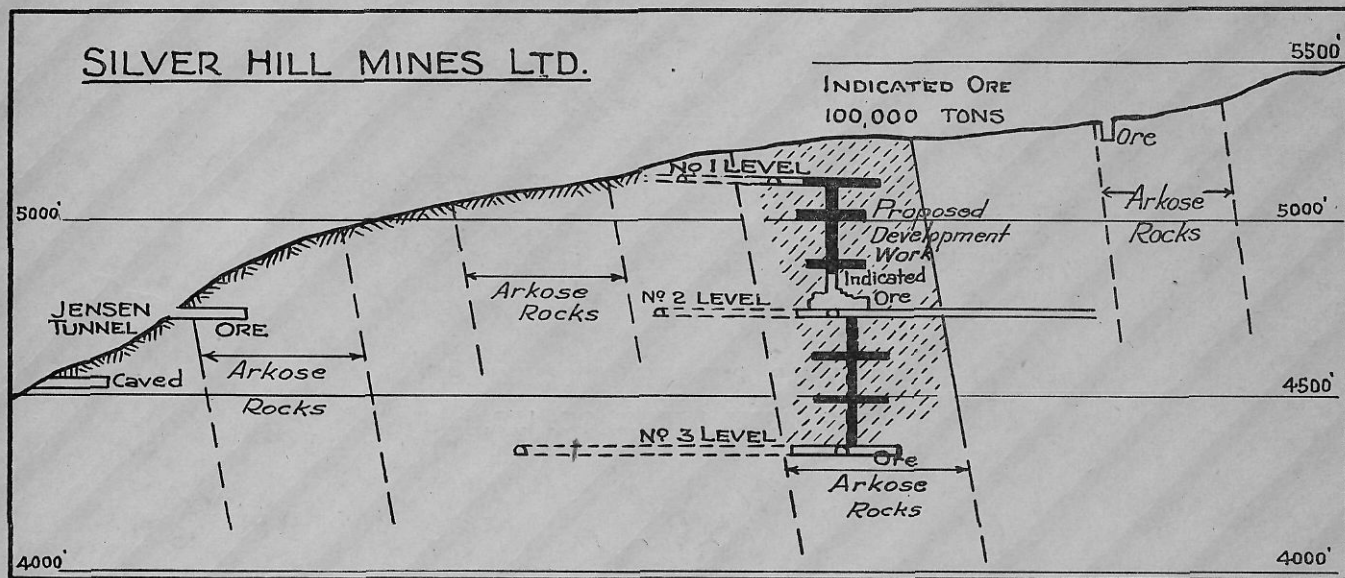 SILVER HILL MINES LTD.
5500'
INDICATED ORE
100,000 TONS
Ore
No 1 LEVEL
5000'
5000'
Proposed
Development
Work
Arkose
Rocks
Indicated
Ore
Arkose
Rocks
No 2 LEVEL
JENSEN
TUNNEL
ORE
Arkose
Rocks
Caved
4500'
No 3 LEVEL
Ore
Arkose
Rocks
4000'
4000'